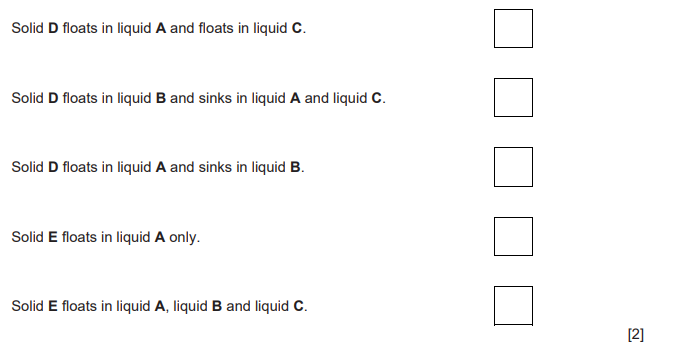 Solid D floats in liquid A and floats in liquid C.
Solid D floats in liquid B and sinks in liquid A and liquid C.
Solid D floats in liquid A and sinks in liquid B.
Solid E floats in liquid A only.
Solid E floats in liquid A, liquid B and liquid C.
[2]